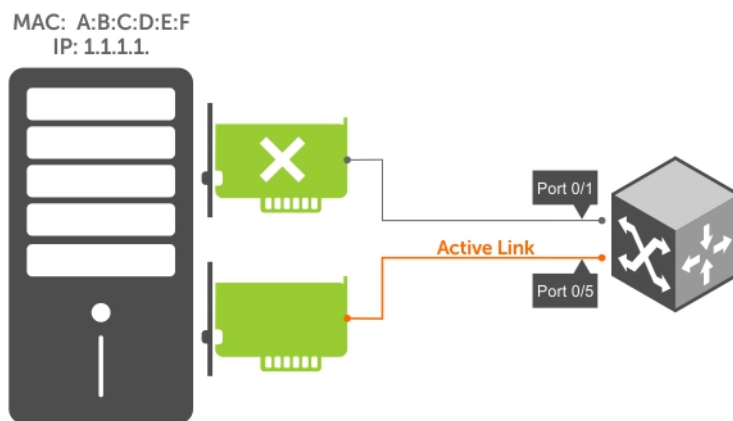 MAC: A:B:C:D:E:F
IP: 1.1.1.1.
Port 0/1
Active Link
Port 0/5